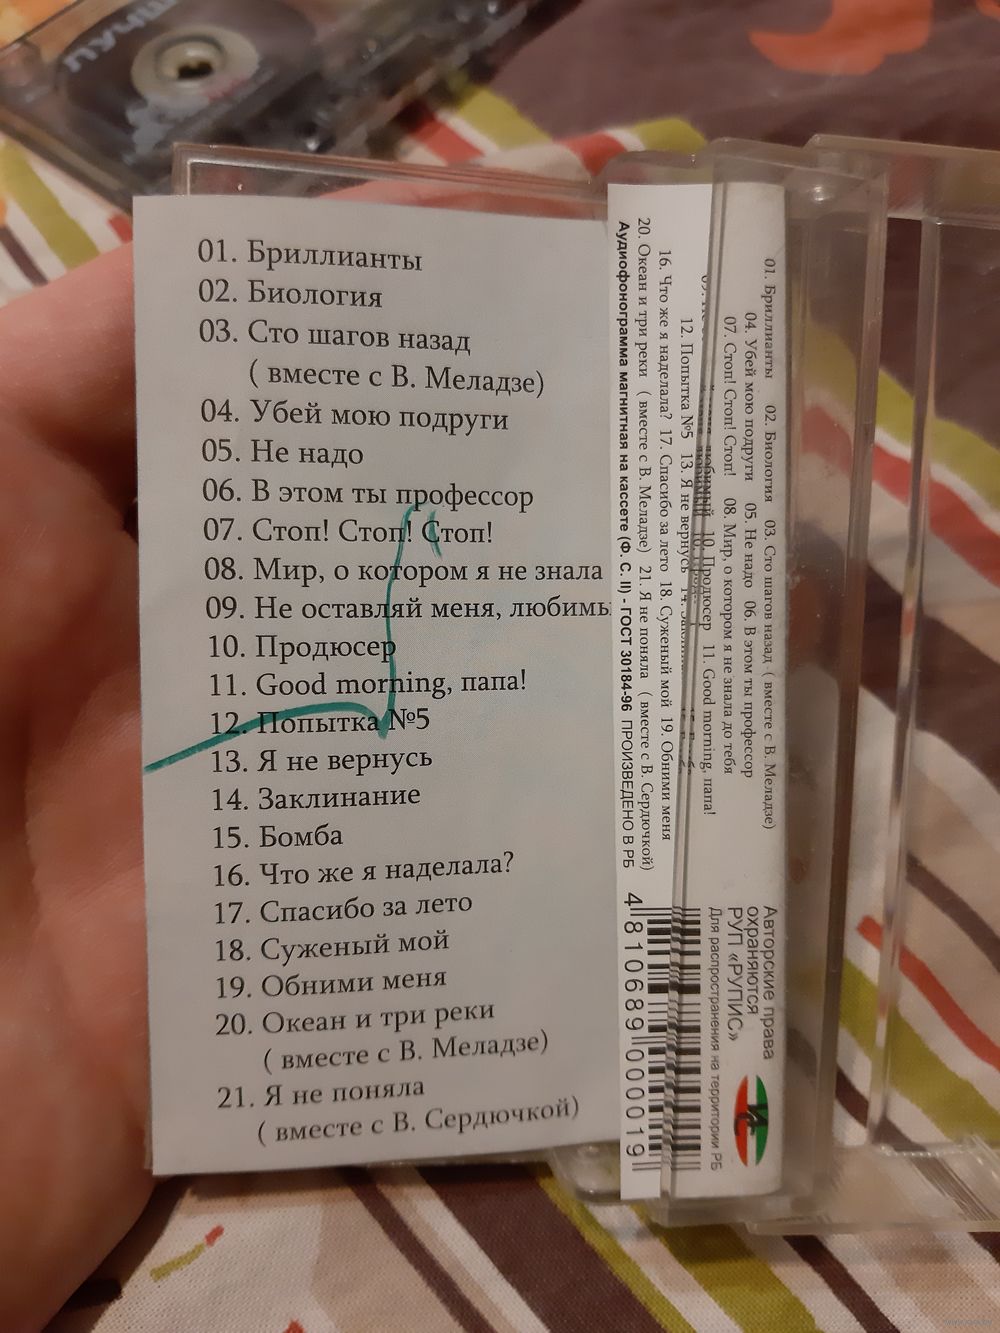 01. Бриллианты
02. Биология
03. Сто шагов назад
( вместе с В. Меладзе)
04. Убей мою подруги
05. Не надо
06. В этом ты профессор
07. Стоп! Стоп! Стоп!
08. Мир, о котором я не знала
09. Не оставляй меня, любимы
10. Продюсер
11. Good morning, папа!
12. Попытка №5
13. Я не вернусь
14. Заклинание
15. Бомба
16. Что же я наделала?
17. Спасибо за лето
18. Суженый мой
19. Обними меня
20. Океан и три реки
( вместе с В. Меладзе)
21. Я не поняла
( вместе с В. Сердючкой)
01. Бриллианты 02. Биология 03. Сто шагов назад ( вместе с В. Меладзе)
04. Убей мою подруги 05. Не надо 06. В этом ты профессор
07. Стоп! Стоп! Стоп! 08. Мир, о котором я не знала до тебя
любимый 10. Продюсер 11. Good morning, папа!
12. Попытка №5 13. Я не вернусь
16. Что же я наделала? 17. Спасибо за лето 18. Суженый мой 19. Обними меня
20. Океан и три реки ( вместе с В. Меладзе) 21. Я не поняла ( вместе с В. Сердючкой)
Аудиофонограмма магнитная на кассете (Ф. С. II) - ГОСТ 30184-96 ПРОИЗВЕДЕНО В РБ
Авторские права
охраняются
РУП «РУПИС»
Для распространения на территории РБ
4 810689 000019